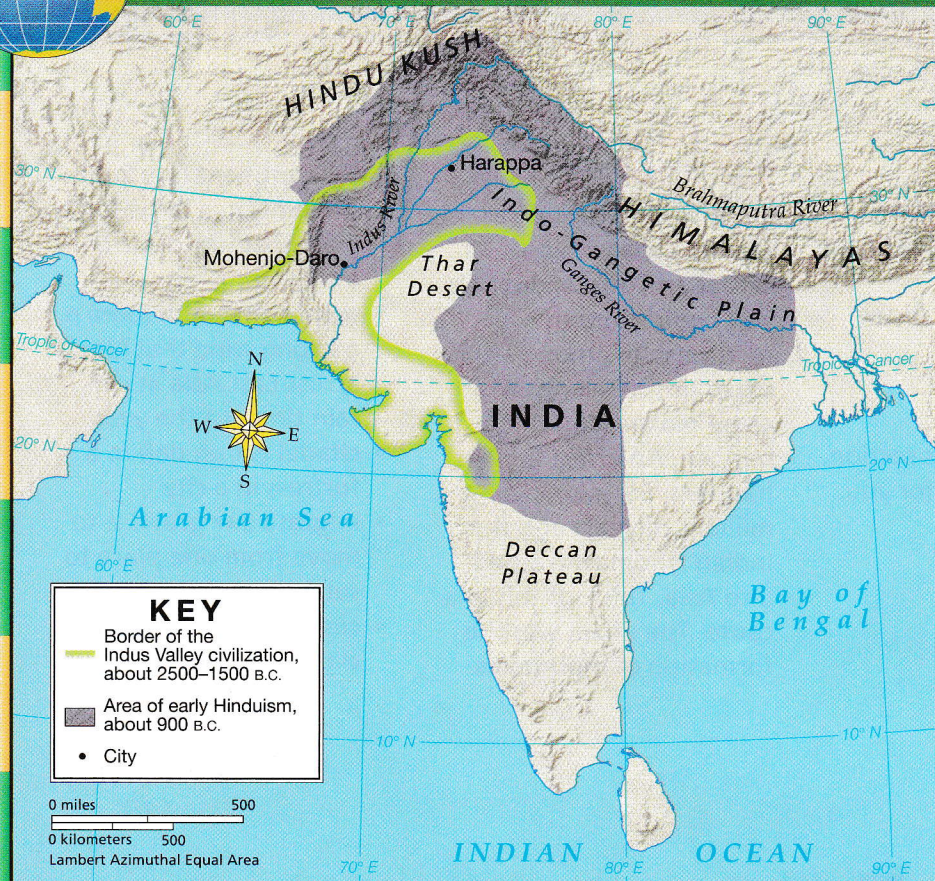 60° E
70° E
80° E
90° E
HINDU KUSH
Harappa
30° N
Brahmaputra River
30° N
Indus River
Indo-Gangetic Plain
HIMALAYAS
Mohenjo-Daro
Thar
Desert
Ganges River
Tropic of Cancer
Tropic of Cancer
N
W
E
S
INDIA
20° N
20° N
Arabian Sea
Deccan
Plateau
60° E
Bay of
Bengal
KEY
Border of the
Indus Valley civilization,
about 2500–1500 B.C.
Area of early Hinduism,
about 900 B.C.
City
10° N
10° N
0 miles 500
0 kilometers 500
Lambert Azimuthal Equal Area
INDIAN OCEAN
70° E
80° E
90° E